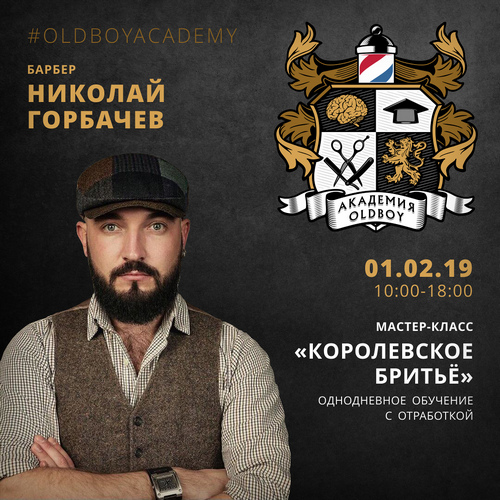 #OLDBOYACADEMY
БАРБЕР
НИКОЛАЙ
ГОРБАЧЕВ
АКАДЕМИЯ
OLDBOY
01.02.19
10:00-18:00
МАСТЕР-КЛАСС
«КОРОЛЕВСКОЕ
БРИТЬЁ»
ОДНОДНЕВНОЕ ОБУЧЕНИЕ
С ОТРАБОТКОЙ